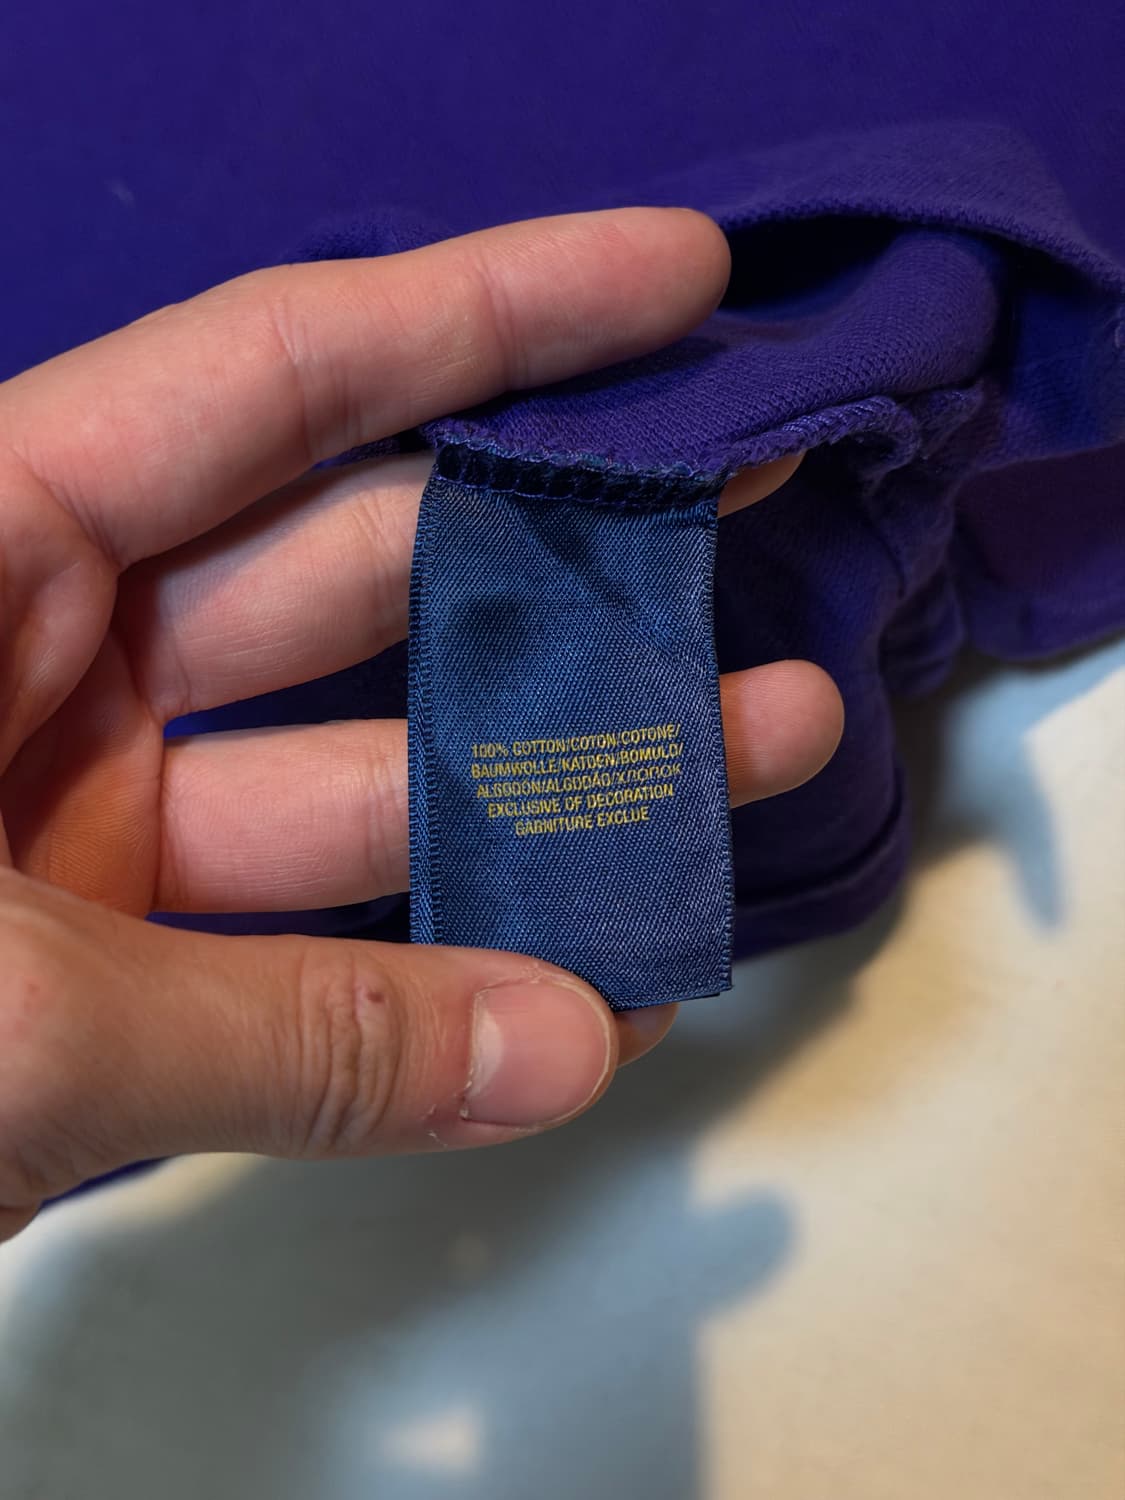 100% COTTON/COTON/COTONE/
BAUMWOLLE/KATOEN/BOMULD/
ALGODON/ALGODÃO/ХЛОПОК
EXCLUSIVE OF DECORATION
GARNITURE EXCLUE